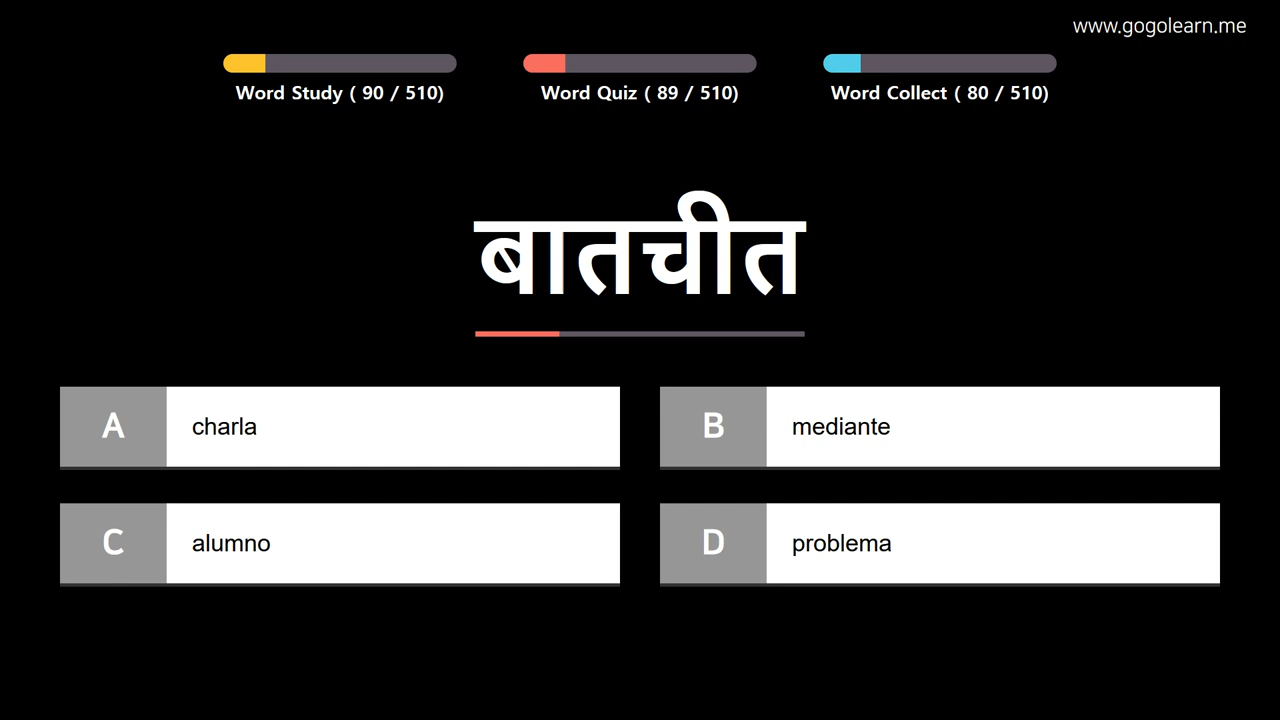 www.gogolearn.me
Word Study ( 90 / 510)
Word Quiz ( 89 / 510)
Word Collect ( 80 / 510)
बातचीत
A charla
B mediante
C alumno
D problema